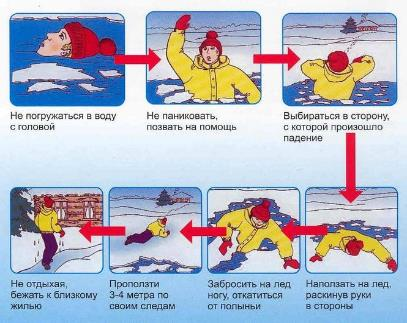 Не погружаться в воду
с головой
Не паниковать,
позвать на помощь
Выбираться в сторону,
с которой произошло
падение
Наползать на лед,
раскинув руки
в стороны
Забросить на лед
ногу, откатиться
от полыньи
Проползти
3-4 метра по
своим следам
Не отдыхая,
бежать к близкому
жилью